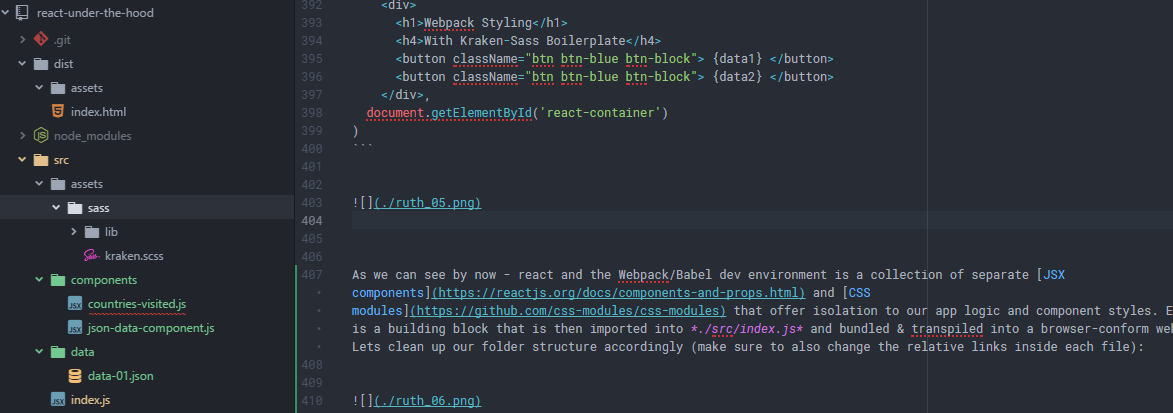 react-under-the-hood
.git
dist
assets
index.html
node_modules
src
assets
sass
lib
kraken.scss
components
countries-visited.js
json-data-component.js
data
data-01.json
index.js
392 <div>
393 <h1>Webpack Styling</h1>
394 <h4>With Kraken-Sass Boilerplate</h4>
395 <button className="btn btn-blue btn-block"> {data1} </button>
396 <button className="btn btn-blue btn-block"> {data2} </button>
397 </div>,
398 document.getElementById('react-container')
399 )
400 ```
401
402
403 ![](./ruth_05.png)
404
405
406
407 As we can see by now - react and the Webpack/Babel dev environment is a collection of separate [JSX
• components](https://reactjs.org/docs/components-and-props.html) and [CSS
• modules](https://github.com/css-modules/css-modules) that offer isolation to our app logic and component styles. E
• is a building block that is then imported into *./src/index.js* and bundled & transpiled into a browser-conform we
• Lets clean up our folder structure accordingly (make sure to also change the relative links inside each file):
408
409
410 ![](./ruth_06.png)